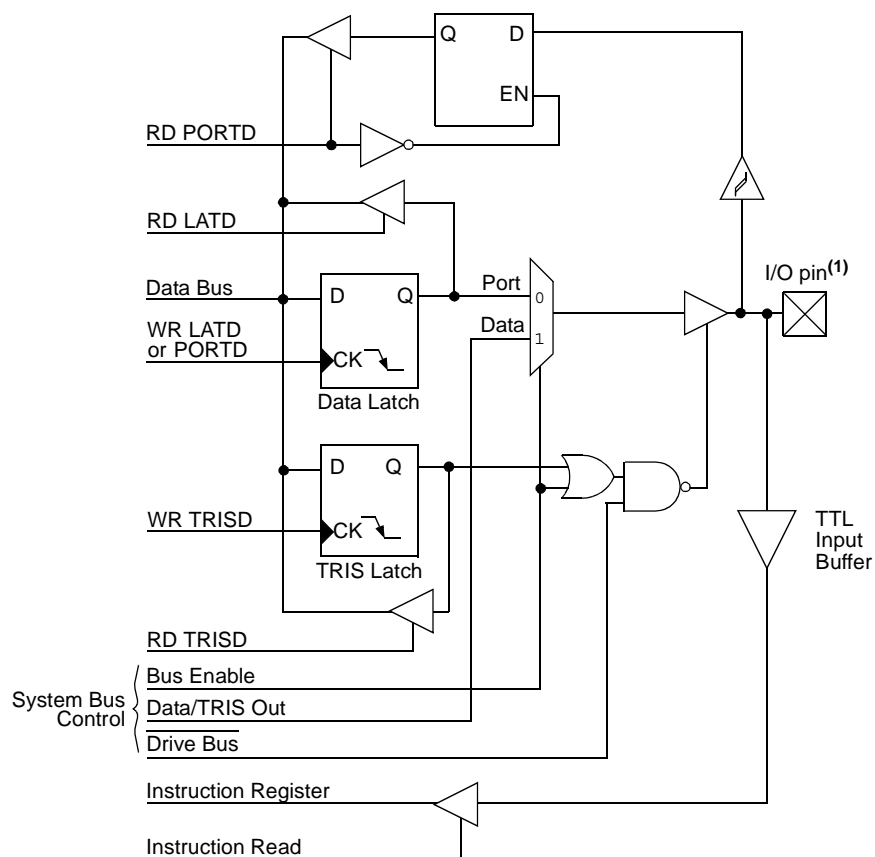 Q
D
EN
RD PORTD
RD LATD
I/O pin(1)
Data Bus
D
Q
Port
0
WR LATD
or PORTD
CK
Data
1
Data Latch
D
Q
WR TRISD
CK
TRIS Latch
TTL
Input
Buffer
RD TRISD
System Bus
Control
Bus Enable
Data/TRIS Out
Drive Bus
Instruction Register
Instruction Read